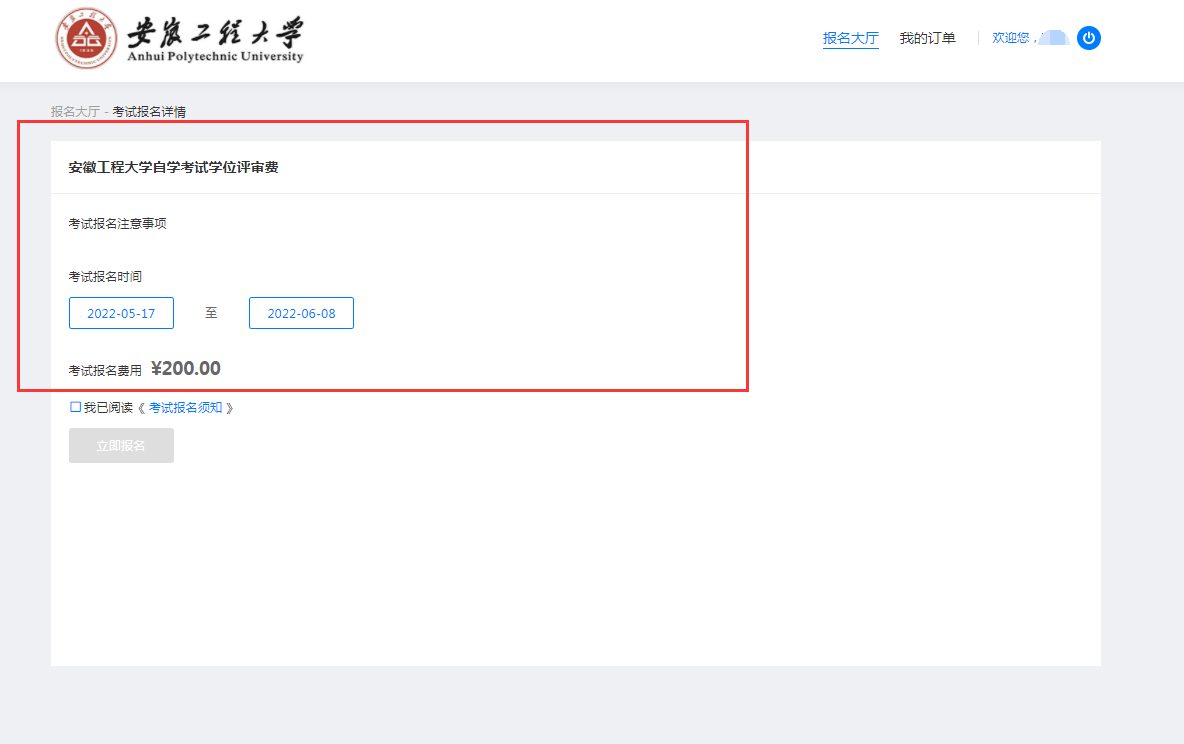 安徽工程大学
Anhui Polytechnic University
报名大厅 我的订单 欢迎您，
报名大厅 - 考试报名详情
安徽工程大学自学考试学位评审费
考试报名注意事项
考试报名时间
2022-05-17 至 2022-06-08
考试报名费用 ¥200.00
我已阅读《 考试报名须知 》
立即报名